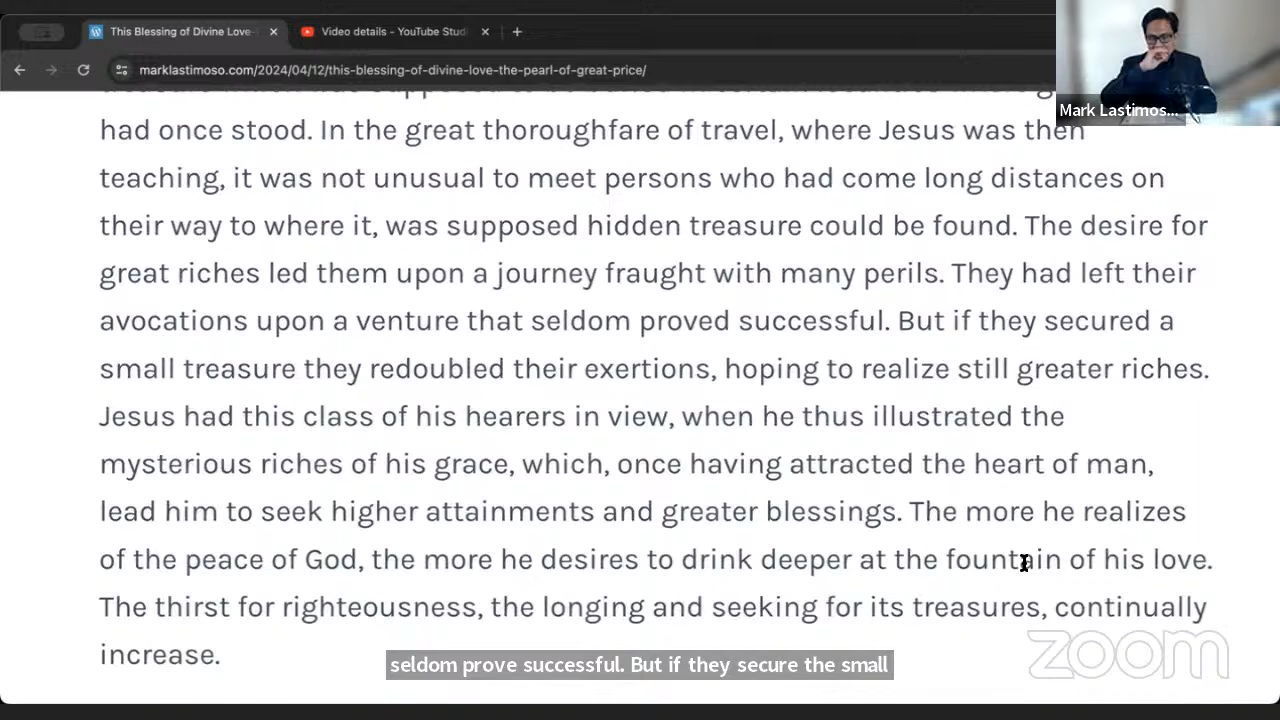 This Blessing of Divine Love
Video details - YouTube Stud
marklastimoso.com/2024/04/12/this-blessing-of-divine-love-the-pearl-of-great-price/
Mark Lastimos...
had once stood. In the great thoroughfare of travel, where Jesus was then
teaching, it was not unusual to meet persons who had come long distances on
their way to where it, was supposed hidden treasure could be found. The desire for
great riches led them upon a journey fraught with many perils. They had left their
avocations upon a venture that seldom proved successful. But if they secured a
small treasure they redoubled their exertions, hoping to realize still greater riches.
Jesus had this class of his hearers in view, when he thus illustrated the
mysterious riches of his grace, which, once having attracted the heart of man,
lead him to seek higher attainments and greater blessings. The more he realizes
of the peace of God, the more he desires to drink deeper at the fountain of his love.
The thirst for righteousness, the longing and seeking for its treasures, continually
increase.
seldom prove successful. But if they secure the small
zoom